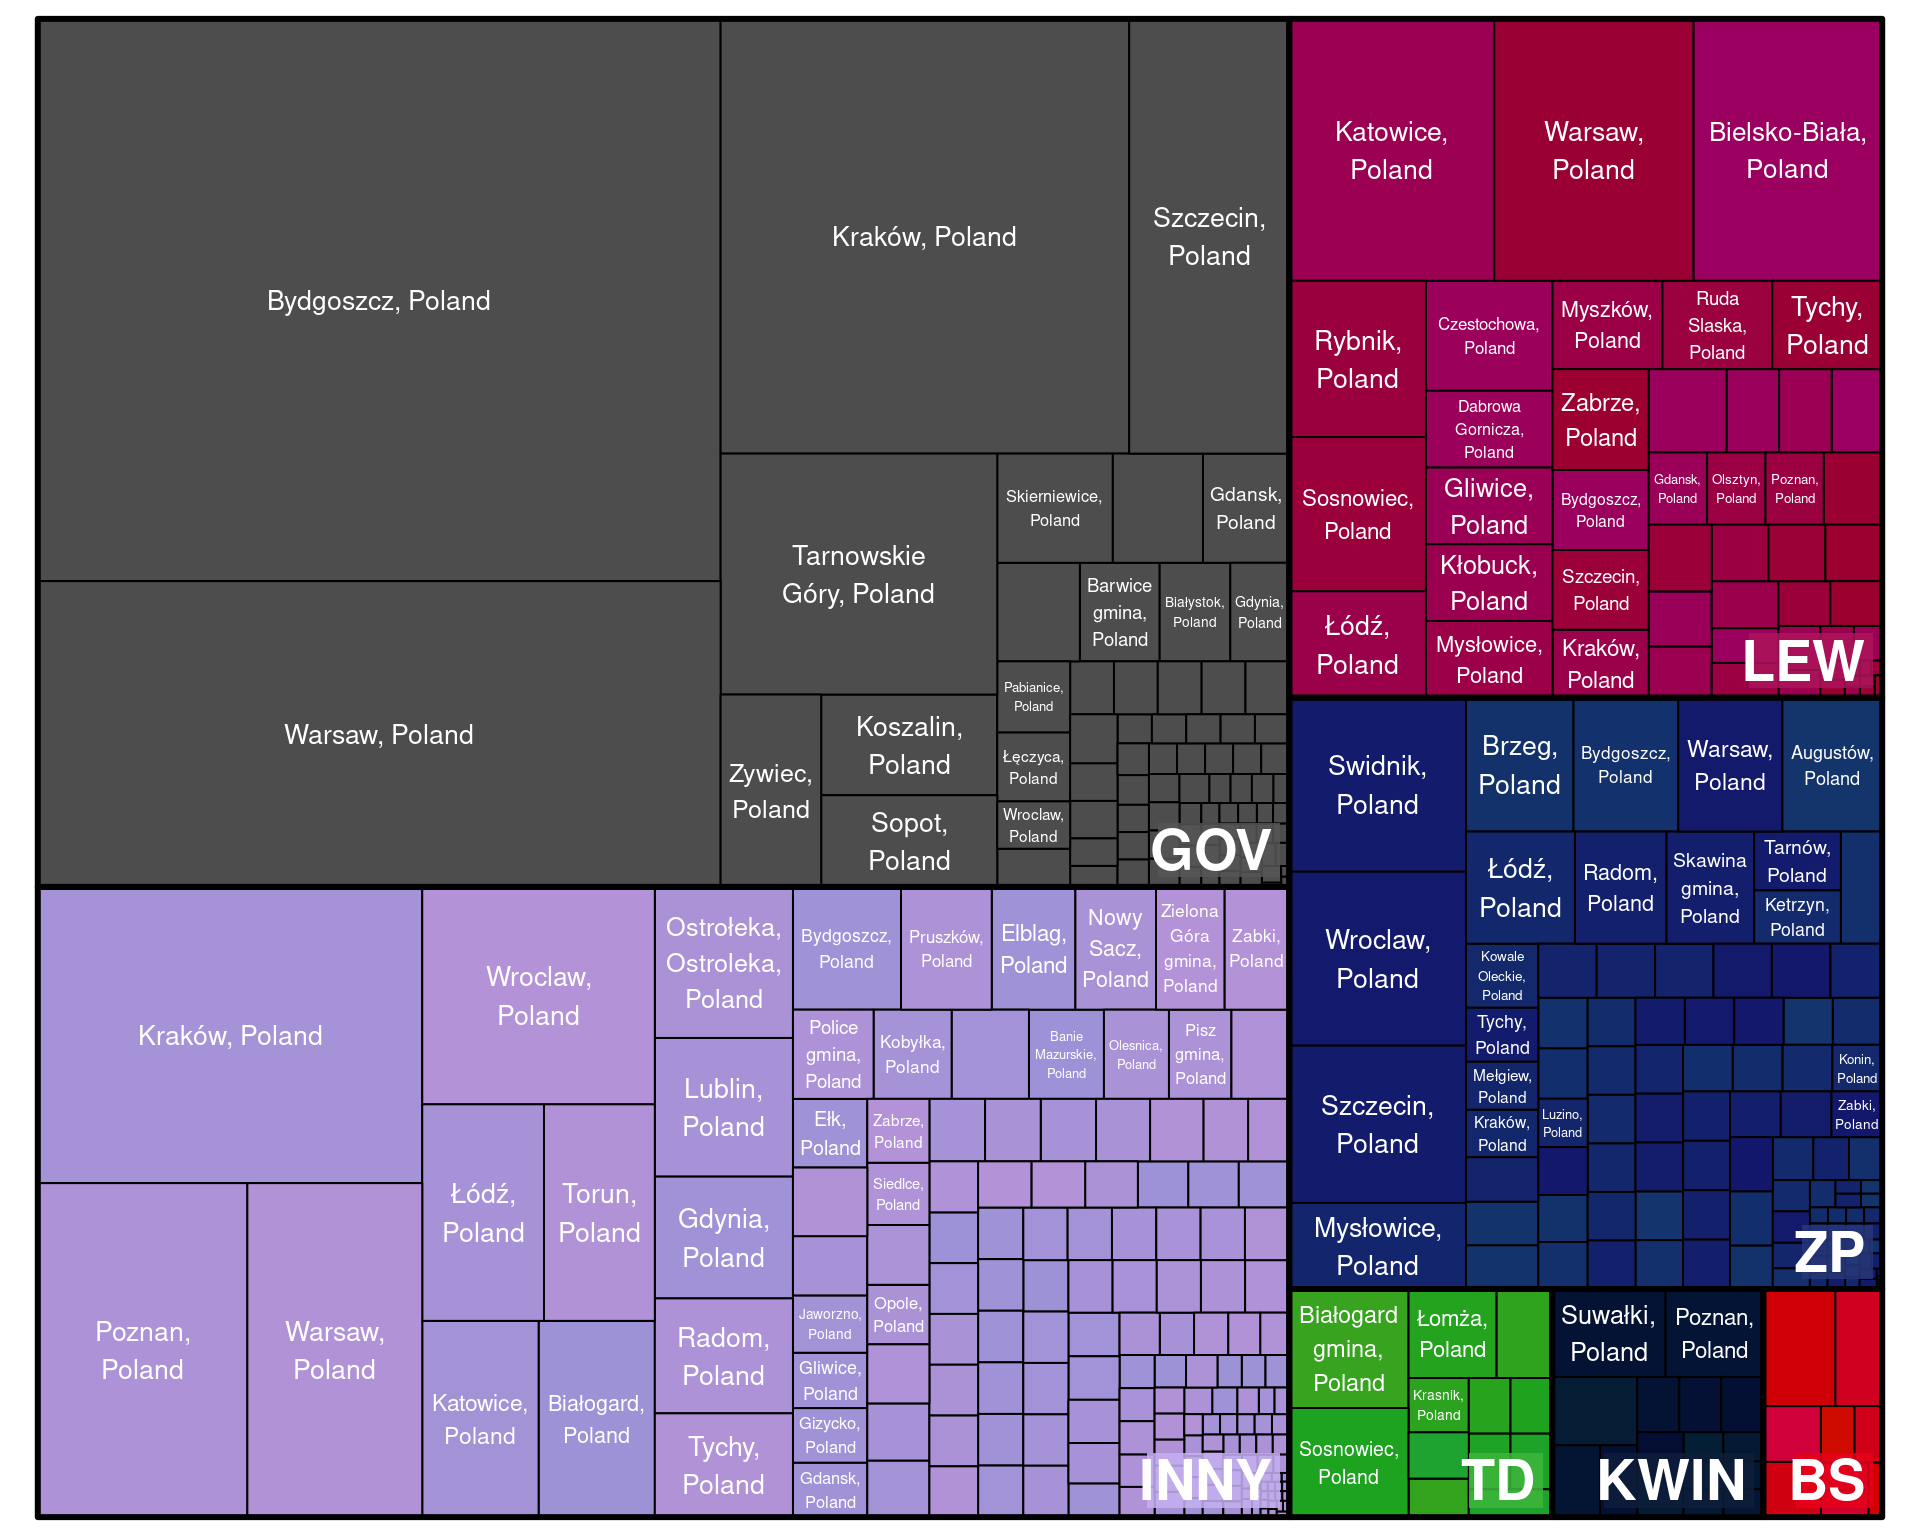 Bydgoszcz, Poland
Warsaw, Poland
Kraków, Poland
Szczecin,
Poland
Tarnowskie
Góry, Poland
Zywiec,
Poland
Koszalin,
Poland
Sopot,
Poland
Skierniewice,
Poland
Gdansk,
Poland
Barwice
gmina,
Poland
Białystok,
Poland
Gdynia,
Poland
Pabianice,
Poland
Łęczyca,
Poland
Wroclaw,
Poland
GOV
Katowice,
Poland
Warsaw,
Poland
Bielsko-Biała,
Poland
Rybnik,
Poland
Sosnowiec,
Poland
Łódź,
Poland
Czestochowa,
Poland
Dabrowa
Gornicza,
Poland
Gliwice,
Poland
Kłobuck,
Poland
Mysłowice,
Poland
Myszków,
Poland
Ruda
Slaska,
Poland
Tychy,
Poland
Zabrze,
Poland
Bydgoszcz,
Poland
Szczecin,
Poland
Kraków,
Poland
Gdansk,
Poland
Olsztyn,
Poland
Poznan,
Poland
LEW
Kraków, Poland
Poznan,
Poland
Warsaw,
Poland
Wroclaw,
Poland
Łódź,
Poland
Torun,
Poland
Katowice,
Poland
Białogard,
Poland
Ostrołeka,
Ostroleka,
Poland
Lublin,
Poland
Gdynia,
Poland
Radom,
Poland
Tychy,
Poland
Bydgoszcz,
Poland
Pruszków,
Poland
Elblag,
Poland
Nowy
Sacz,
Poland
Zielona
Góra
gmina,
Poland
Zabki,
Poland
Police
gmina,
Poland
Kobyłka,
Poland
Banie
Mazurskie,
Poland
Olesnica,
Poland
Pisz
gmina,
Poland
Ełk,
Poland
Zabrze,
Poland
Siedlce,
Poland
Jaworzno,
Poland
Opole,
Poland
Gliwice,
Poland
Gizycko,
Poland
Gdansk,
Poland
INNY
Swidnik,
Poland
Wroclaw,
Poland
Szczecin,
Poland
Mysłowice,
Poland
Brzeg,
Poland
Bydgoszcz,
Poland
Warsaw,
Poland
Augustów,
Poland
Łódź,
Poland
Radom,
Poland
Skawina
gmina,
Poland
Tarnów,
Poland
Ketrzyn,
Poland
Kowale
Oleckie,
Poland
Tychy,
Poland
Mełgiew,
Poland
Kraków,
Poland
Luzino,
Poland
Konin,
Poland
Zabki,
Poland
ZP
Białogard
gmina,
Poland
Łomża,
Poland
Krasnik,
Poland
Sosnowiec,
Poland
TD
Suwałki,
Poland
Poznan,
Poland
KWIN
BS